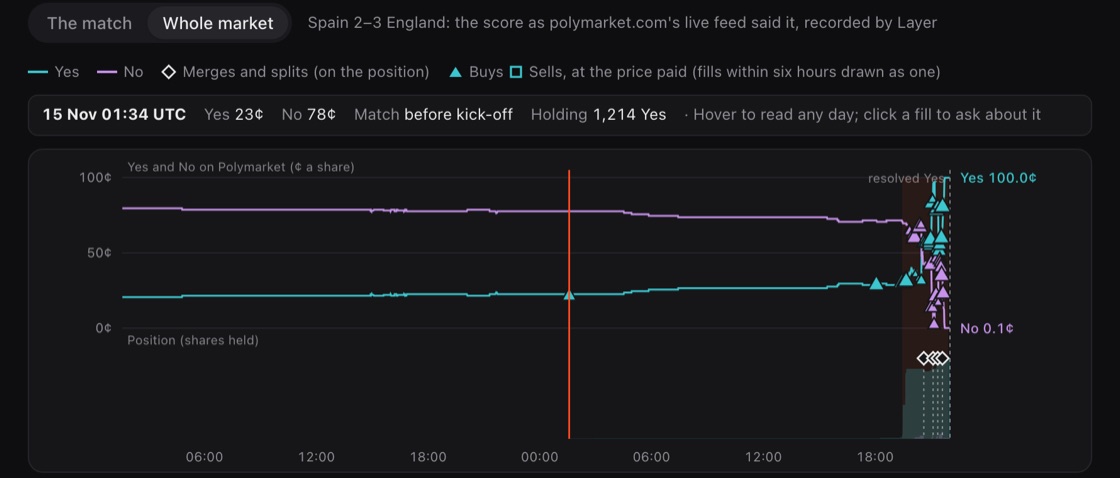 The match Whole market Spain 2–3 England: the score as polymarket.com's live feed said it, recorded by Layer
Yes No Merges and splits (on the position) Buys Sells, at the price paid (fills within six hours drawn as one)
15 Nov 01:34 UTC Yes 23¢ No 78¢ Match before kick-off Holding 1,214 Yes · Hover to read any day; click a fill to ask about it
Yes and No on Polymarket (¢ a share)
100¢ resolved Yes Yes 100.0¢
50¢
0¢ No 0.1¢
Position (shares held)
06:00 12:00 18:00 00:00 06:00 12:00 18:00